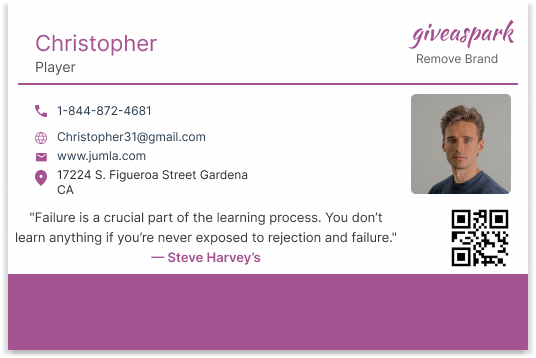 Christopher
Player
giveaspark
Remove Brand
1-844-872-4681
Christopher31@gmail.com
www.jumla.com
17224 S. Figueroa Street Gardena
CA
"Failure is a crucial part of the learning process. You don’t
learn anything if you’re never exposed to rejection and failure."
— Steve Harvey’s